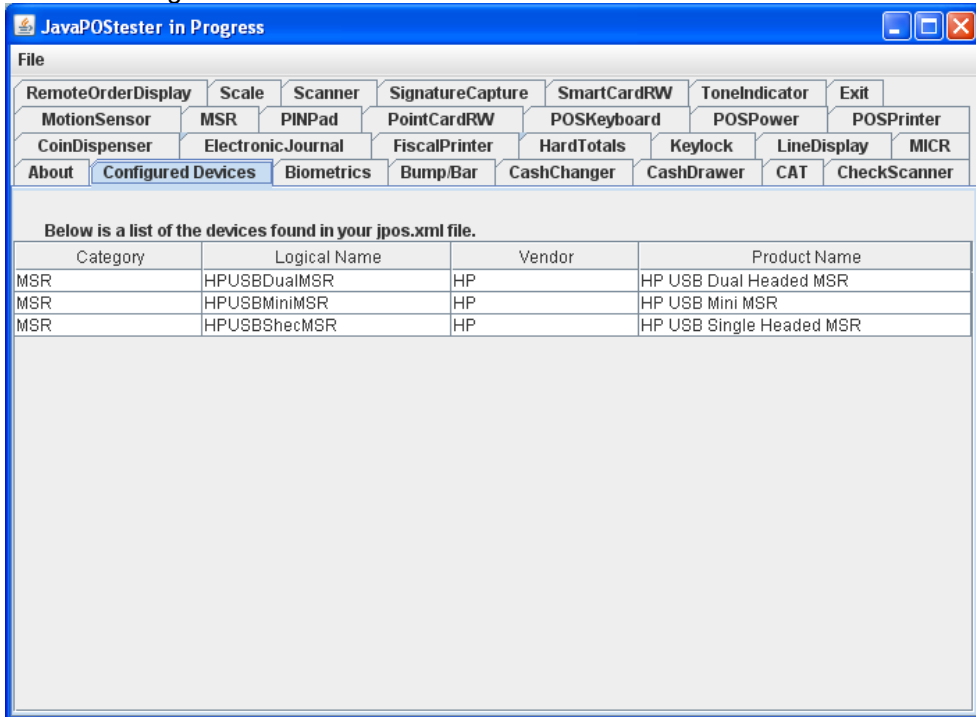 JavaPOStester in Progress
File
RemoteOrderDisplay Scale Scanner SignatureCapture SmartCardRW ToneIndicator Exit
MotionSensor MSR PINPad PointCardRW POSKeyboard POSPower POSPrinter
CoinDispenser ElectronicJournal FiscalPrinter HardTotals Keylock LineDisplay MICR
About Configured Devices Biometrics Bump/Bar CashChanger CashDrawer CAT CheckScanner
Below is a list of the devices found in your jpos.xml file.
Category Logical Name Vendor Product Name
MSR HPUSBDualMSR HP HP USB Dual Headed MSR
MSR HPUSBMiniMSR HP HP USB Mini MSR
MSR HPUSBShecMSR HP HP USB Single Headed MSR